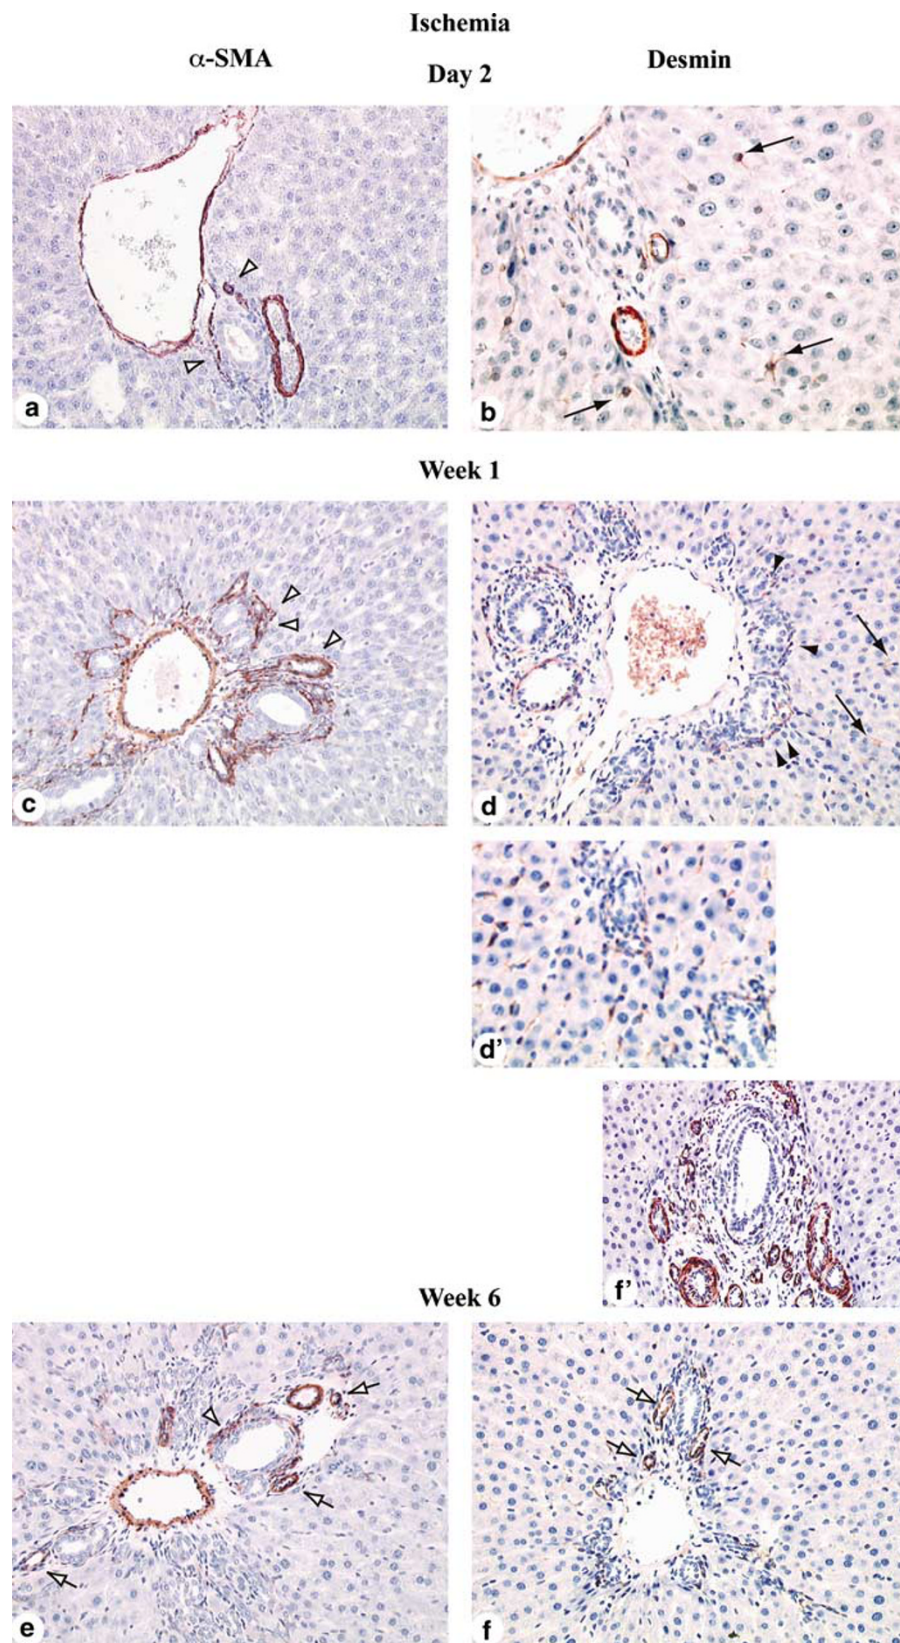 Ischemia
α-SMA
Desmin
Day 2
a
b
Week 1
c
d
d’
f’
Week 6
e
f